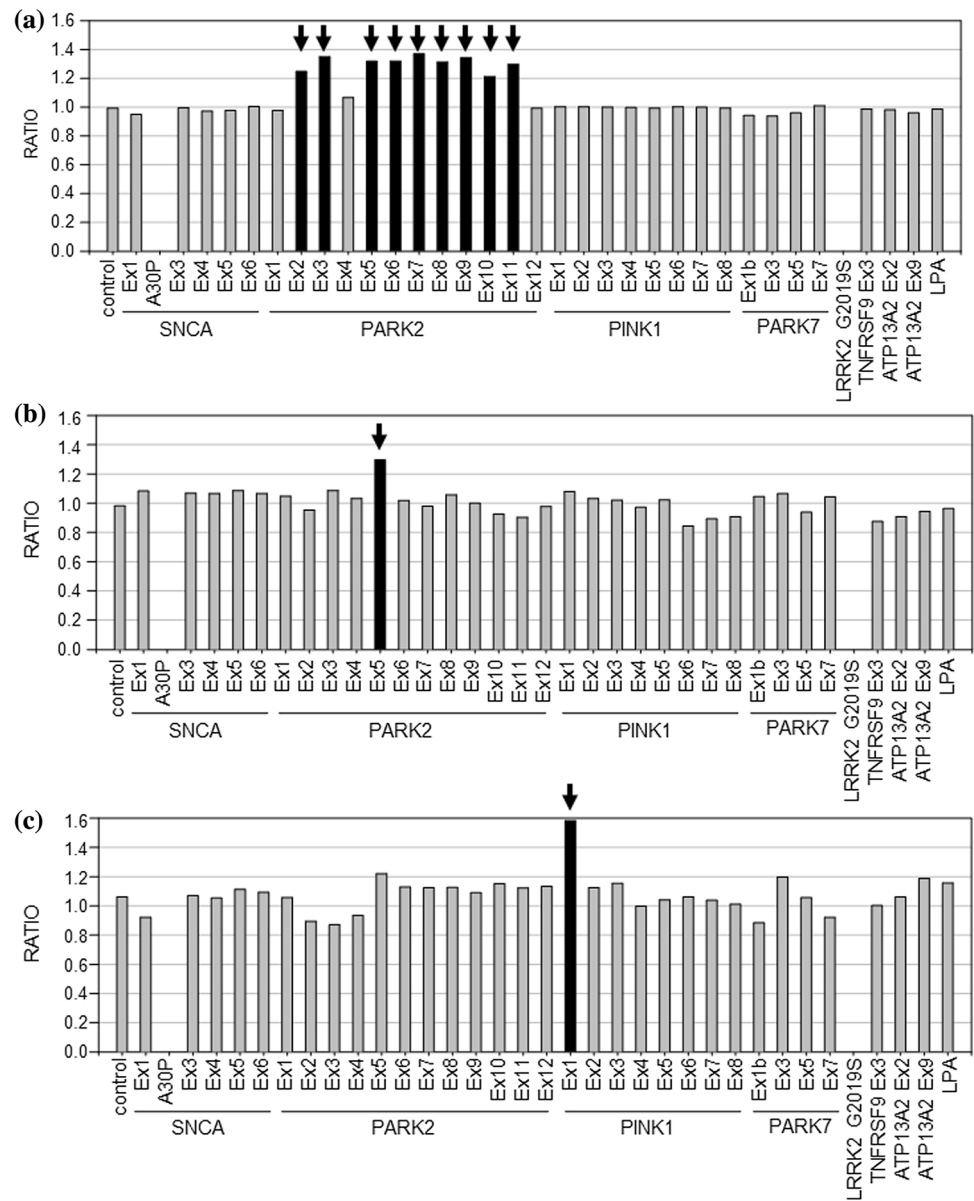 (a)
RATIO
1.6
1.4
1.2
1.0
0.8
0.6
0.4
0.2
0.0
control Ex1 A30P Ex3 Ex4 Ex5 Ex6 Ex1 Ex2 Ex3 Ex4 Ex5 Ex6 Ex7 Ex8 Ex9 Ex10 Ex11 Ex12 Ex1 Ex2 Ex3 Ex4 Ex5 Ex6 Ex7 Ex8 Ex1b Ex3 Ex5 Ex7 LRRK2 G2019S TNFRSF9 Ex3 ATP13A2 Ex2 ATP13A2 Ex9 LPA
SNCA PARK2 PINK1 PARK7
(b)
RATIO
1.6
1.4
1.2
1.0
0.8
0.6
0.4
0.2
0.0
control Ex1 A30P Ex3 Ex4 Ex5 Ex6 Ex1 Ex2 Ex3 Ex4 Ex5 Ex6 Ex7 Ex8 Ex9 Ex10 Ex11 Ex12 Ex1 Ex2 Ex3 Ex4 Ex5 Ex6 Ex7 Ex8 Ex1b Ex3 Ex5 Ex7 LRRK2 G2019S TNFRSF9 Ex3 ATP13A2 Ex2 ATP13A2 Ex9 LPA
SNCA PARK2 PINK1 PARK7
(c)
RATIO
1.6
1.4
1.2
1.0
0.8
0.6
0.4
0.2
0.0
control Ex1 A30P Ex3 Ex4 Ex5 Ex6 Ex1 Ex2 Ex3 Ex4 Ex5 Ex6 Ex7 Ex8 Ex9 Ex10 Ex11 Ex12 Ex1 Ex2 Ex3 Ex4 Ex5 Ex6 Ex7 Ex8 Ex1b Ex3 Ex5 Ex7 LRRK2 G2019S TNFRSF9 Ex3 ATP13A2 Ex2 ATP13A2 Ex9 LPA
SNCA PARK2 PINK1 PARK7